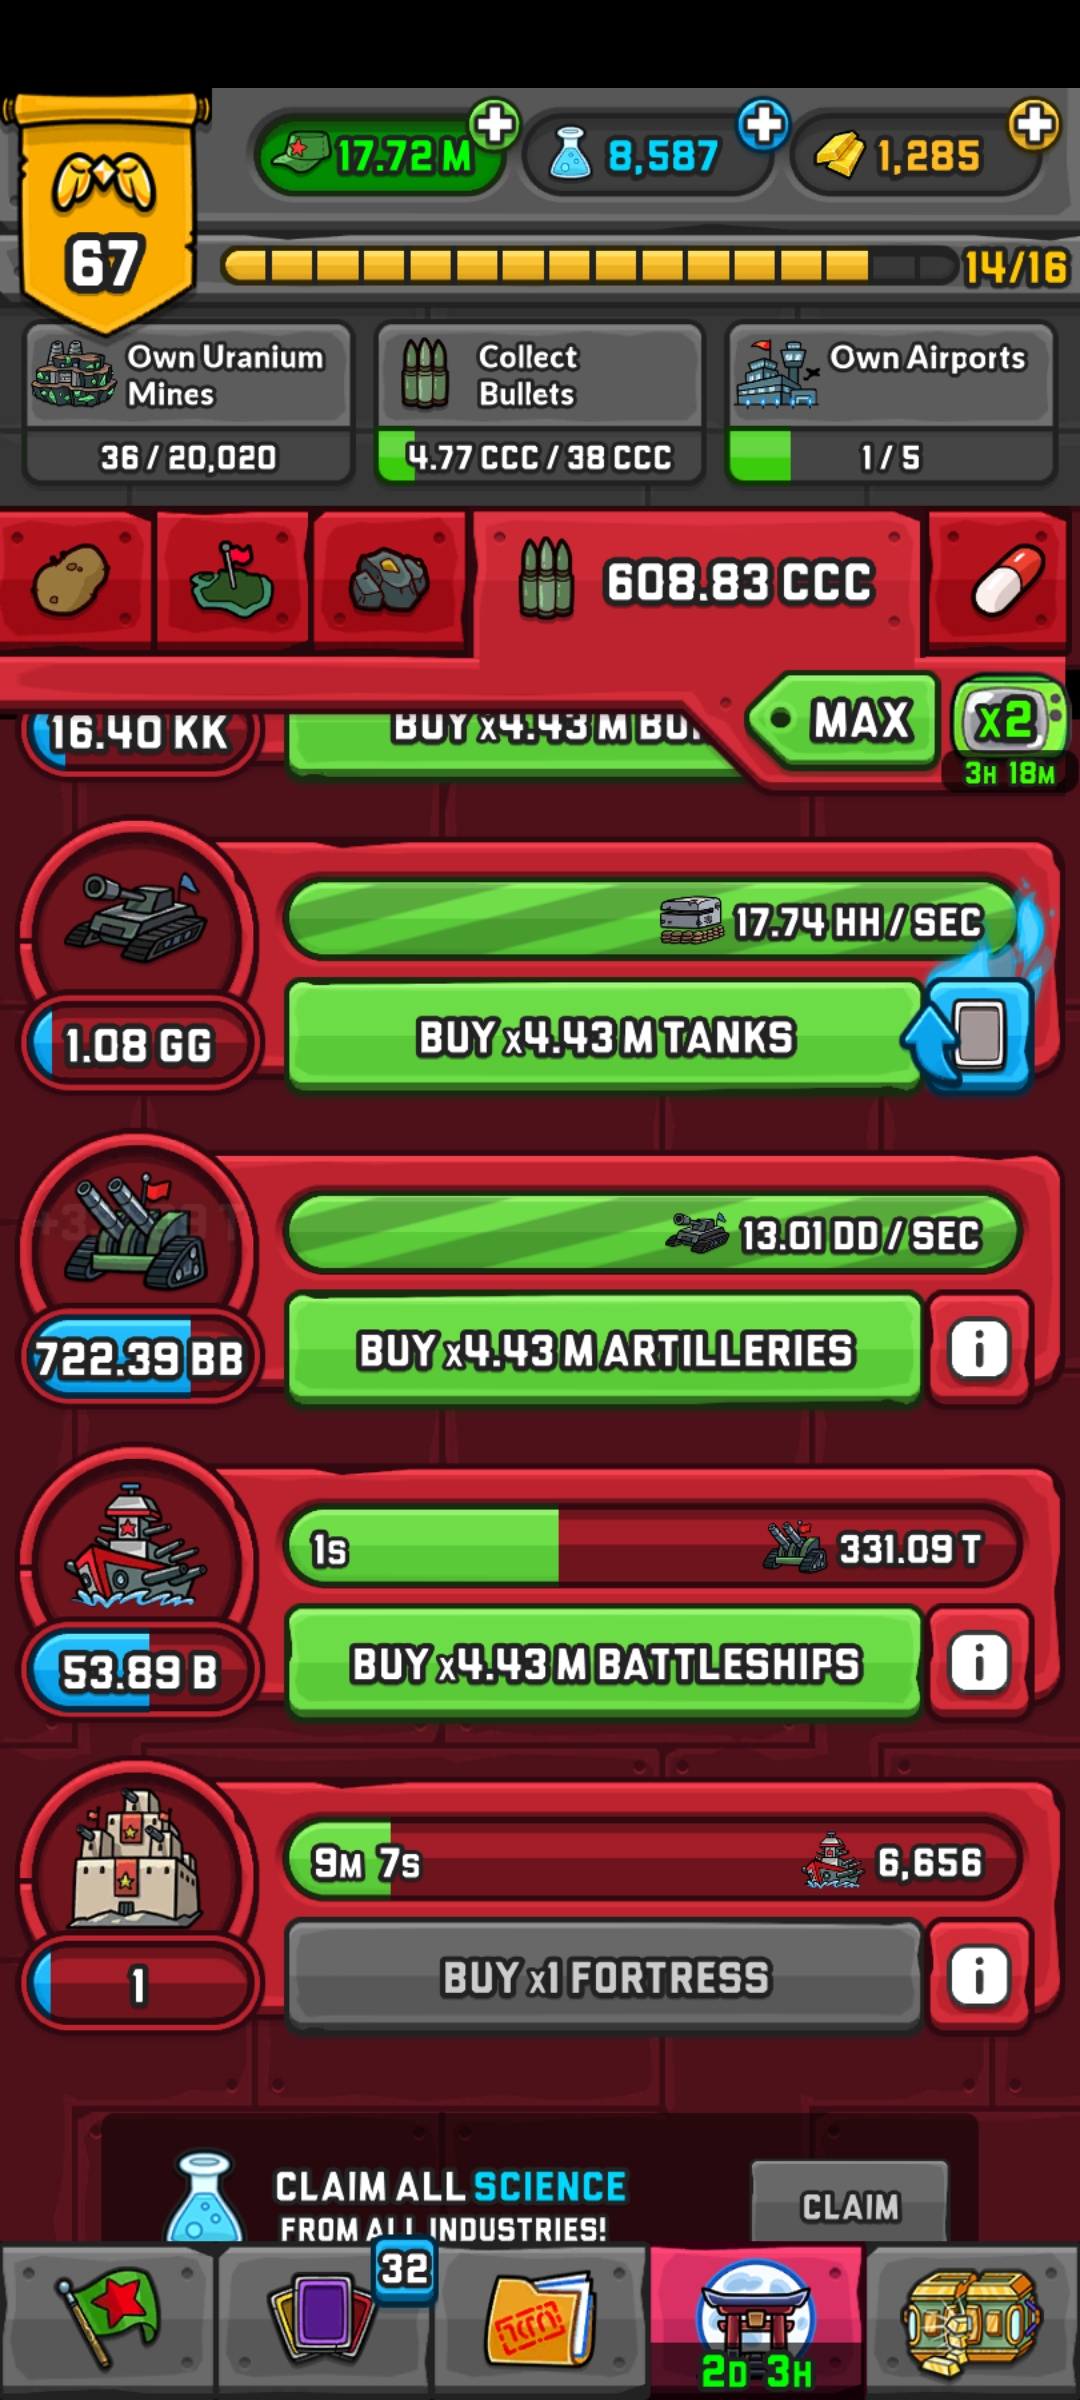 17.72 M
8,587
1,285
67
14/16
Own Uranium
Mines
36 / 20,020
Collect
Bullets
4.77 CCC / 38 CCC
Own Airports
1 / 5
608.83 CCC
MAX
x2
3H 18M
16.40 KK
BUY x4.43 M
17.74 HH / SEC
1.08 GG
BUY x4.43 M TANKS
13.01 DD / SEC
722.39 BB
BUY x4.43 M ARTILLERIES
i
1s
331.09 T
53.89 B
BUY x4.43 M BATTLESHIPS
i
9M 7s
6,656
1
BUY x1 FORTRESS
i
CLAIM ALL SCIENCE
FROM ALL INDUSTRIES!
CLAIM
32
2D 3H